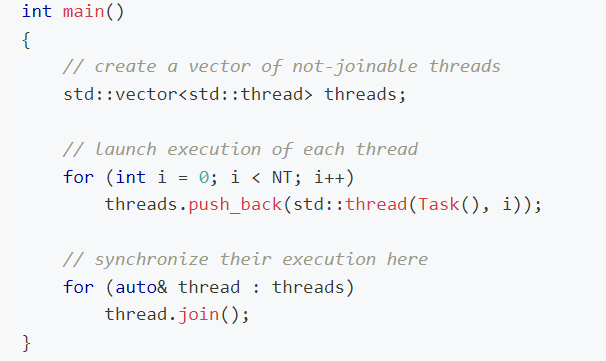 int main()
{
    // create a vector of not-joinable threads
    std::vector<std::thread> threads;

    // launch execution of each thread
    for (int i = 0; i < NT; i++)
        threads.push_back(std::thread(Task(), i));

    // synchronize their execution here
    for (auto& thread : threads)
        thread.join();
}